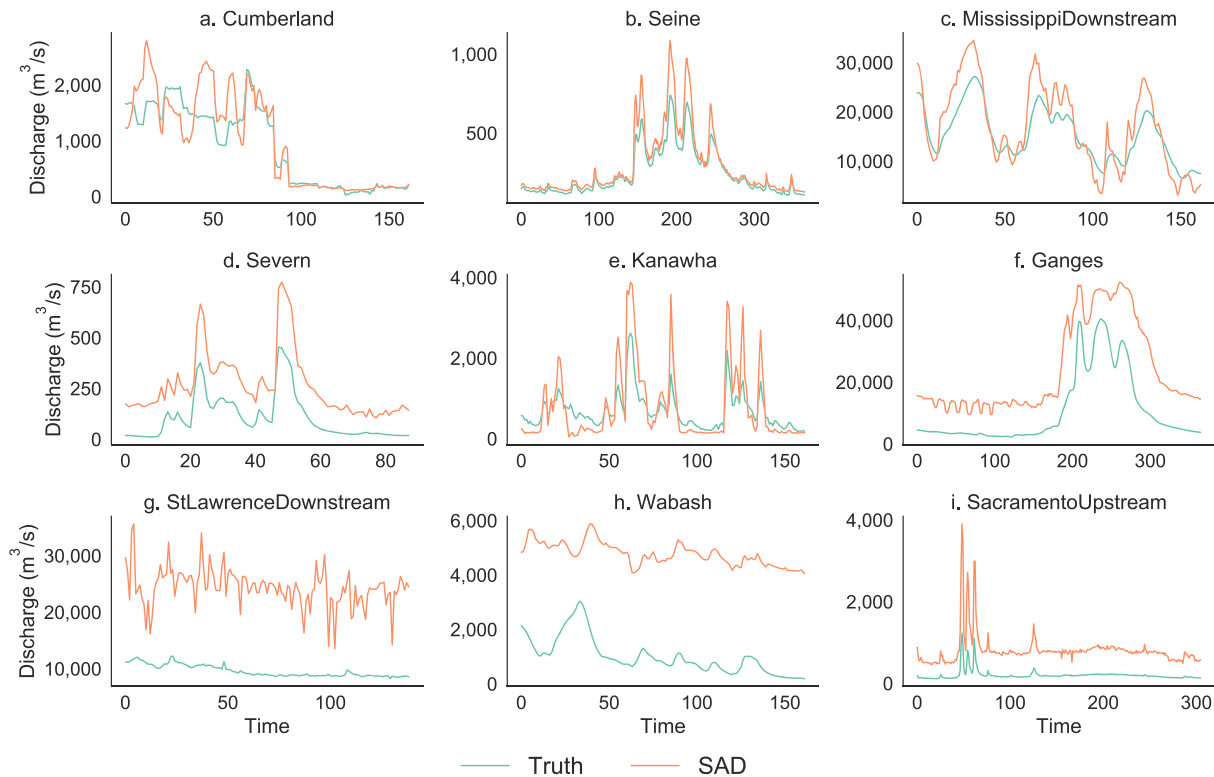 a. Cumberland
b. Seine
c. MississippiDownstream
Discharge (m³/s)
2,000
1,000
0
0 50 100 150
1,000
500
0 100 200 300
30,000
20,000
10,000
0 50 100 150
d. Severn
e. Kanawha
f. Ganges
Discharge (m³/s)
750
500
250
0
0 20 40 60 80
4,000
2,000
0
0 50 100 150
40,000
20,000
0
0 100 200 300
g. StLawrenceDownstream
h. Wabash
i. SacramentoUpstream
Discharge (m³/s)
30,000
20,000
10,000
0 50 100
Time
6,000
4,000
2,000
0
0 50 100 150
Time
4,000
2,000
0
0 100 200 300
Time
Truth SAD